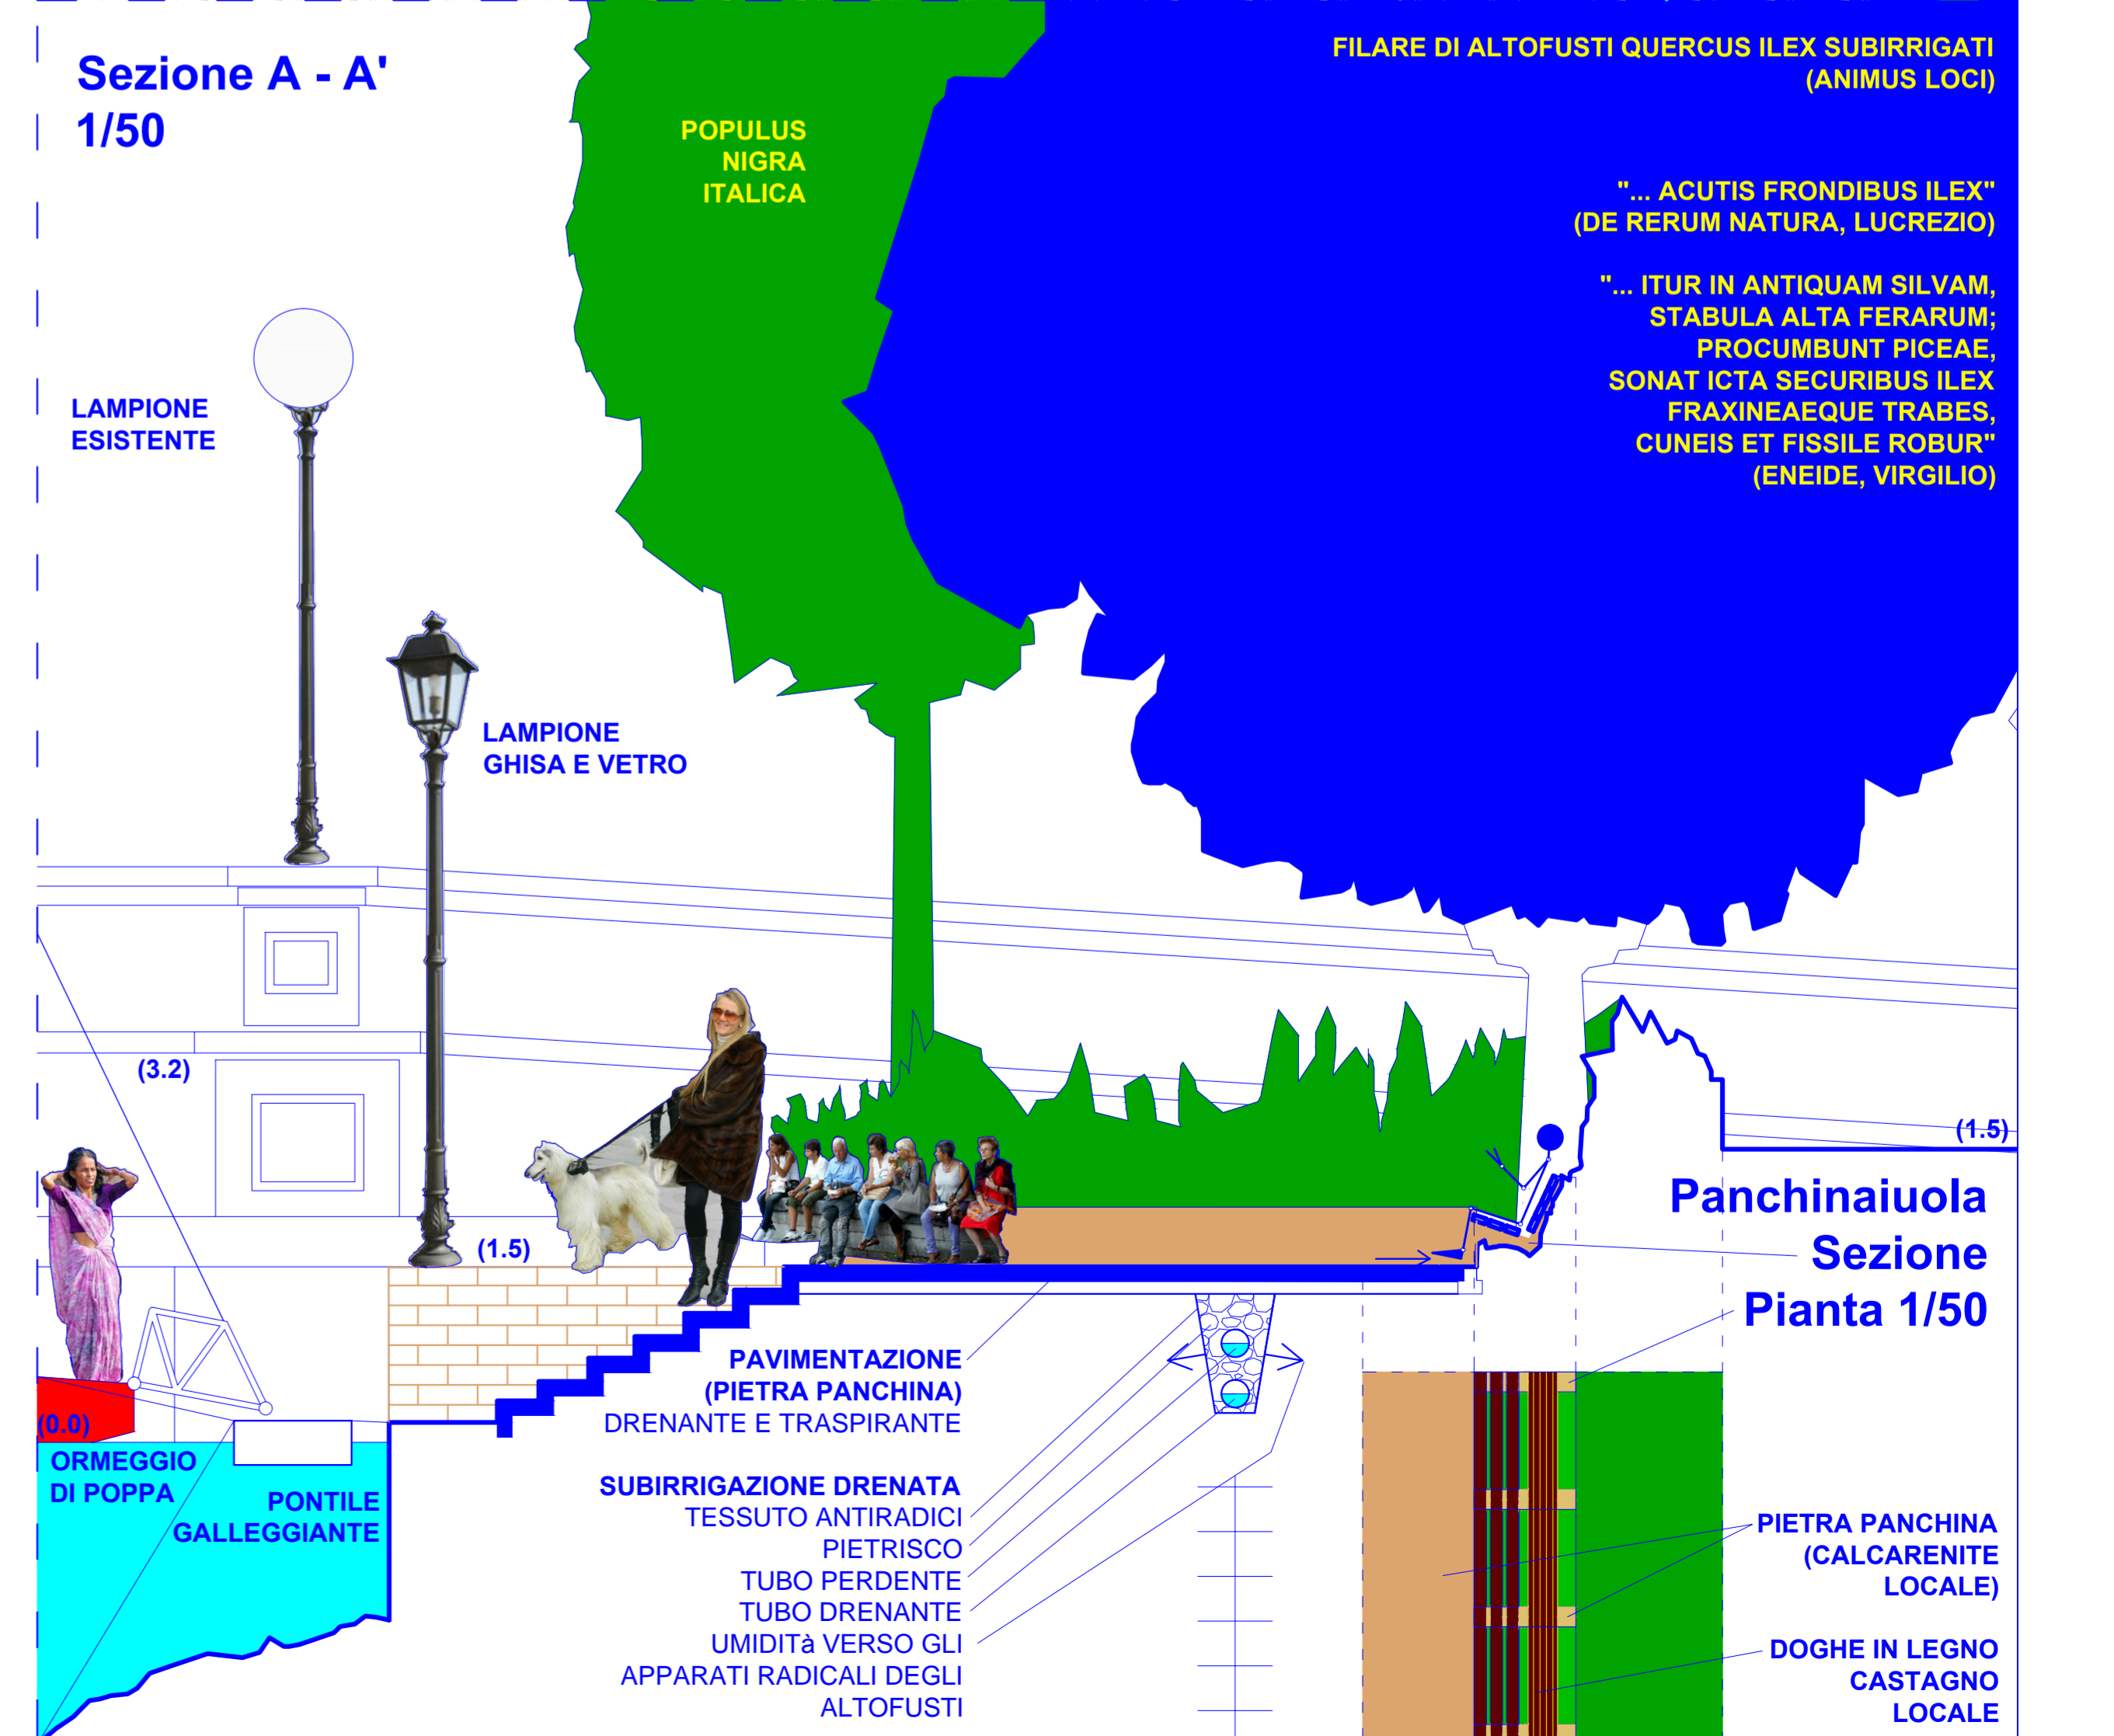 Sezione A - A'
1/50
FILARE DI ALTOFUSTI QUERCUS ILEX SUBIRRIGATI
(ANIMUS LOCI)
POPULUS
NIGRA
ITALICA
"... ACUTIS FRONDIBUS ILEX"
(DE RERUM NATURA, LUCREZIO)
"... ITUR IN ANTIQUAM SILVAM,
STABULA ALTA FERARUM;
PROCUMBUNT PICEAE,
SONAT ICTA SECURIBUS ILEX
FRAXINEAEQUE TRABES,
CUNEIS ET FISSILE ROBUR"
(ENEIDE, VIRGILIO)
LAMPIONE
ESISTENTE
LAMPIONE
GHISA E VETRO
(3.2)
(1.5)
(1.5)
Panchinaiuola
Sezione
Pianta 1/50
(0.0)
ORMEGGIO
DI POPPA
PONTILE
GALLEGGIANTE
PAVIMENTAZIONE
(PIETRA PANCHINA)
DRENANTE E TRASPIRANTE
SUBIRRIGAZIONE DRENATA
TESSUTO ANTIRADICI
PIETRISCO
TUBO PERDENTE
TUBO DRENANTE
UMIDITà VERSO GLI
APPARATI RADICALI DEGLI
ALTOFUSTI
PIETRA PANCHINA
(CALCARENITE
LOCALE)
DOGHE IN LEGNO
CASTAGNO
LOCALE